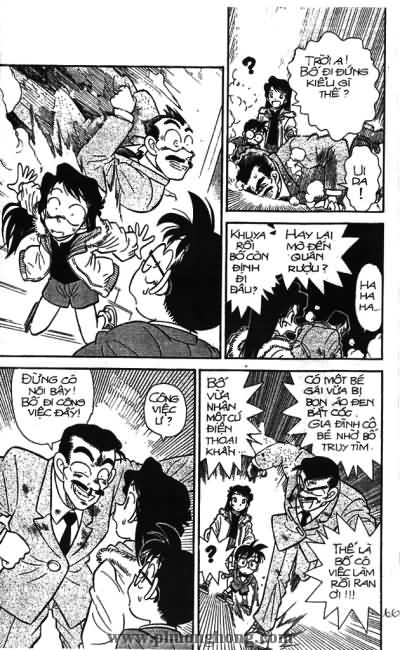 TRỜI A!
BỐ ĐI ĐỨNG
KIỂU GÌ
THẾ?
?
UI
DA!
HAY LẠI
MÒ ĐẾN
QUÁN
RƯỢU?
KHUYA
RỒI
BỐ CÒN
ĐỊNH
ĐI
ĐÂU?
HA
HA
HA...
CÓ MỘT BÉ
GÁI VỪA BỊ
BỌN ÁO ĐEN
BẮT CÓC.
GIA ĐÌNH CÔ
BÉ NHỜ BỐ
TRUY TÌM.
BỐ
VỪA
NHẬN
MỘT CÚ
ĐIỆN
THOẠI
KHẨN...
THẾ LÀ
BỐ CÓ
VIỆC LÀM
RỒI RAN
ƠI!!!
?
CÔNG
VIỆC
Ư?
ĐỪNG CÓ
NÓI BẬY!
BỐ ĐI CÔNG
VIỆC ĐẤY!
66
www.phuonghong.com